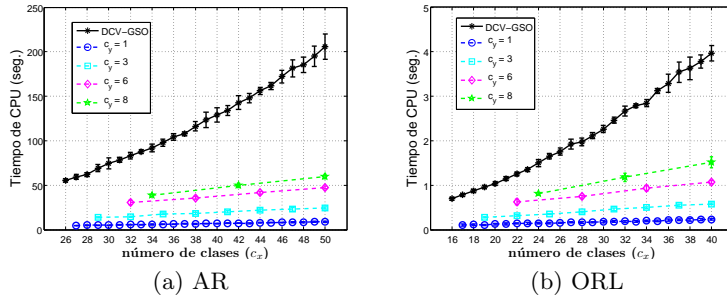 DCV-GSO
c_y = 1
c_y = 3
c_y = 6
c_y = 8
Tiempo de CPU (seg.)
250
200
150
100
50
0
26 28 30 32 34 36 38 40 42 44 46 48 50
número de clases (c_x)
(a) AR
DCV-GSO
c_y = 1
c_y = 3
c_y = 6
c_y = 8
Tiempo de CPU (seg.)
5
4
3
2
1
0
16 18 20 22 24 26 28 30 32 34 36 38 40
número de clases (c_x)
(b) ORL